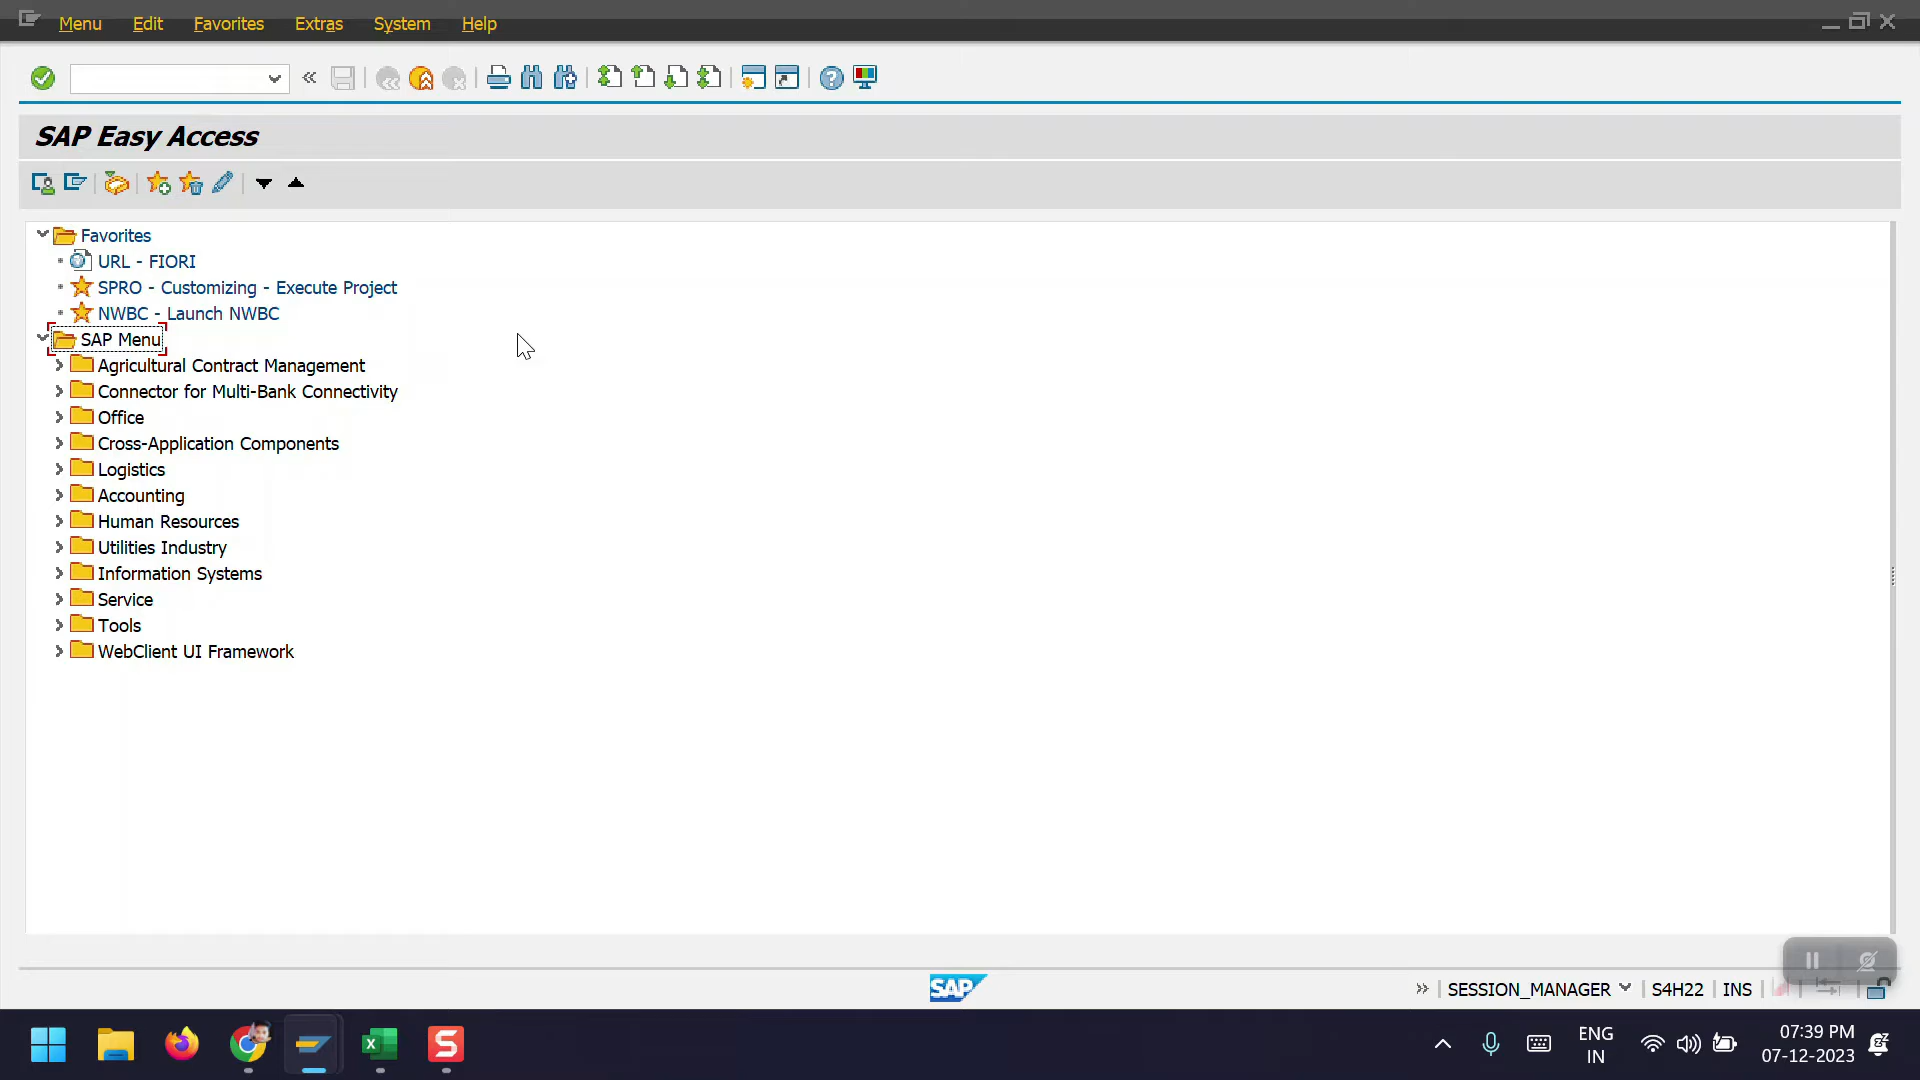 Menu Edit Favorites Extras System Help
SAP Easy Access
Favorites
URL - FIORI
SPRO - Customizing - Execute Project
NWBC - Launch NWBC
SAP Menu
Agricultural Contract Management
Connector for Multi-Bank Connectivity
Office
Cross-Application Components
Logistics
Accounting
Human Resources
Utilities Industry
Information Systems
Service
Tools
WebClient UI Framework
SAP
SESSION_MANAGER S4H22 INS
ENG
IN
07:39 PM
07-12-2023